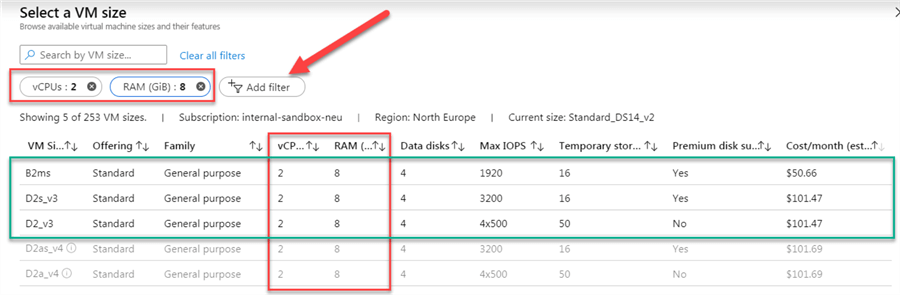 Select a VM size
Browse available virtual machine sizes and their features
Search by VM size... Clear all filters
vCPUs : 2 RAM (GiB) : 8 Add filter
Showing 5 of 253 VM sizes. | Subscription: internal-sandbox-neu | Region: North Europe | Current size: Standard_DS14_v2
VM Si...↑↓ Offering ↑↓ Family ↑↓ vCP...↑↓ RAM (...↑↓ Data disks↑↓ Max IOPS ↑↓ Temporary stor...↑↓ Premium disk su...↑↓ Cost/month (est...↑↓
B2ms Standard General purpose 2 8 4 1920 16 Yes $50.66
D2s_v3 Standard General purpose 2 8 4 3200 16 Yes $101.47
D2_v3 Standard General purpose 2 8 4 4x500 50 No $101.47
D2as_v4 Standard General purpose 2 8 4 3200 16 Yes $101.69
D2a_v4 Standard General purpose 2 8 4 4x500 50 No $101.69